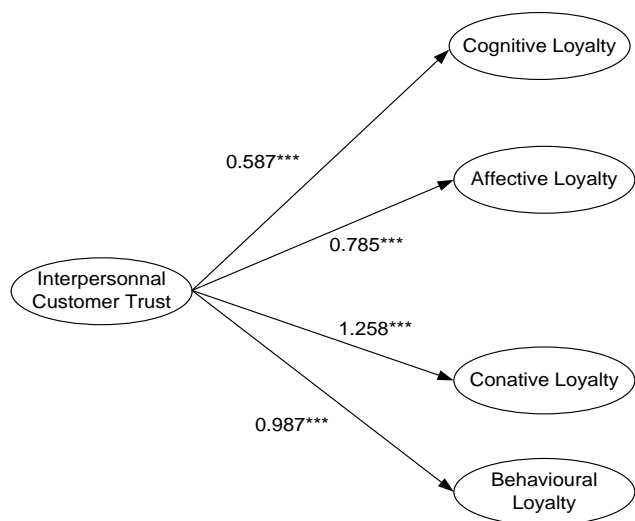 Cognitive Loyalty
0.587***
Affective Loyalty
0.785***
Interpersonnal
Customer Trust
1.258***
Conative Loyalty
0.987***
Behavioural
Loyalty